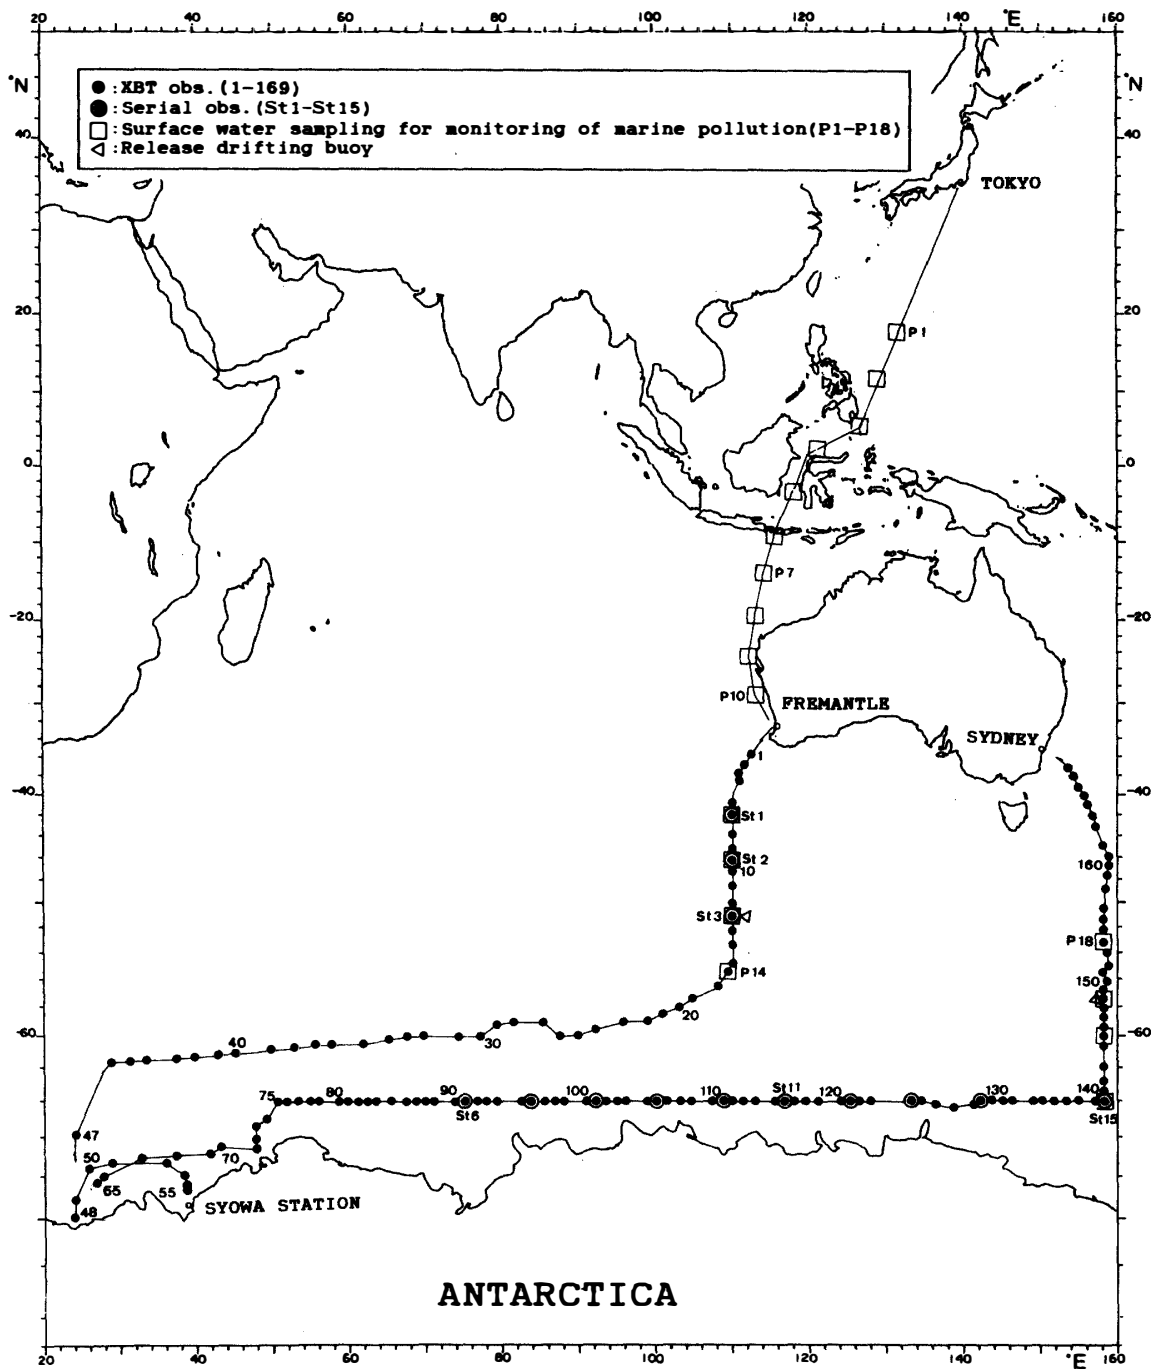 20 40 60 80 100 120 140 °E 160
°N °N
●:XBT obs.(1-169)
◉:Serial obs.(St1-St15)
□:Surface water sampling for monitoring of marine pollution(P1-P18)
◁:Release drifting buoy
40 40
TOKYO
20 20
P1
0 0
P7
-20 -20
P10 FREMANTLE
SYDNEY
1
-40 -40
St1
St2
10 160
St3
P18
P14
150
20
-60 40 30 -60
75 80 90 100 110 St11 120 130 140
St6 St15
47
50 70
65 55
48 SYOWA STATION
ANTARCTICA
20 40 60 80 100 120 140 °E 160